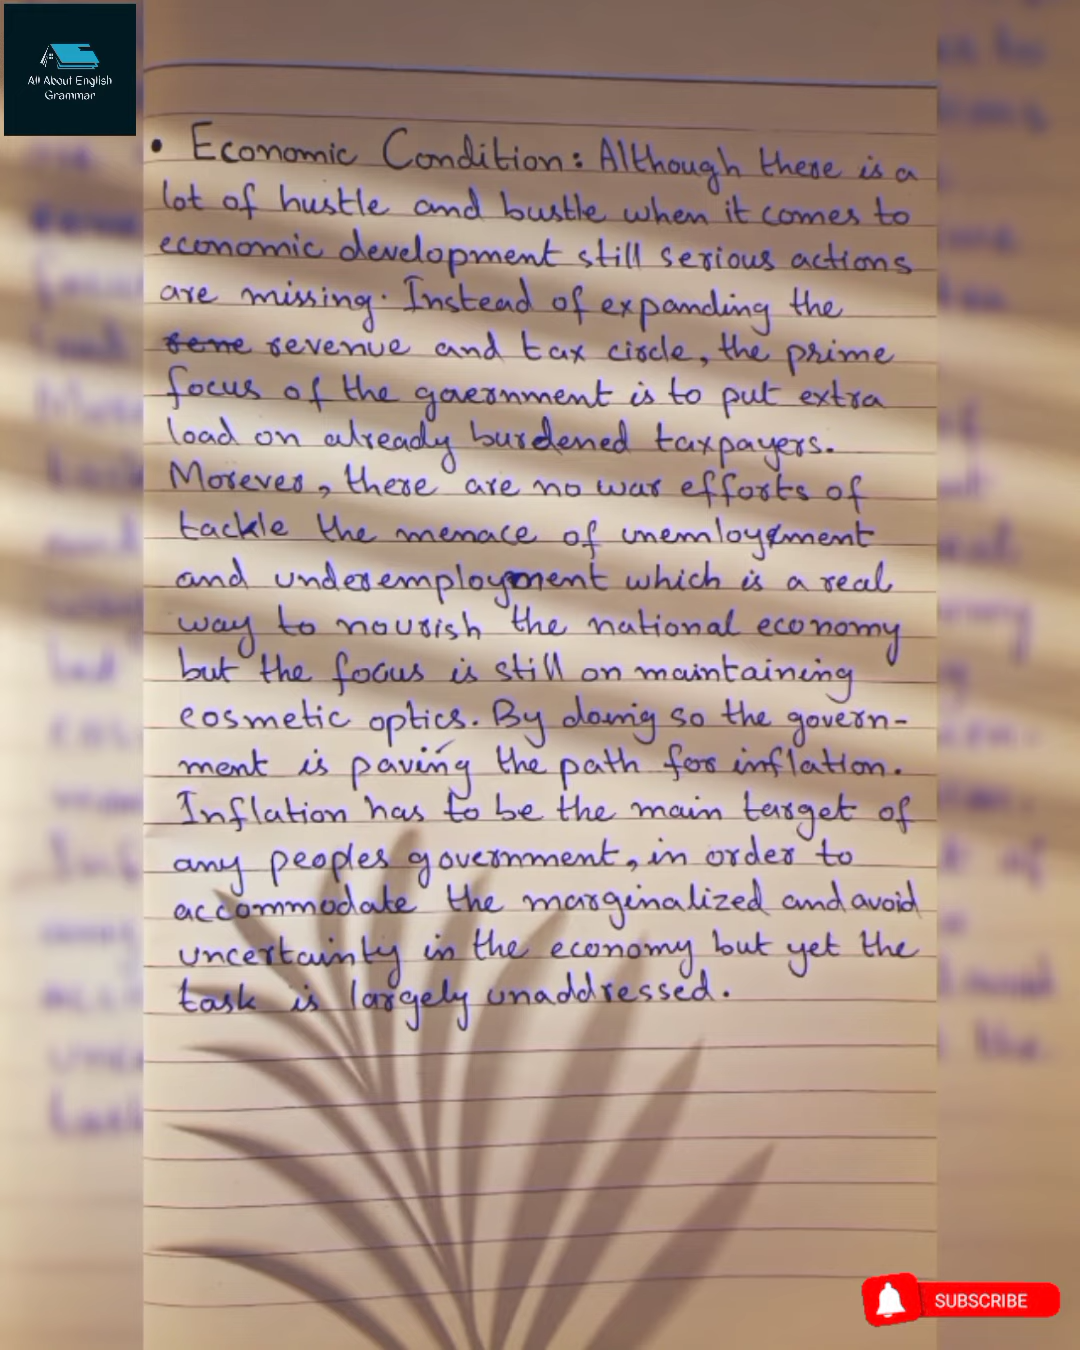 All About English
Grammar
• Economic Condition: Although there is a
lot of hustle and bustle when it comes to
economic development still serious actions
are missing. Instead of expanding the
reve revenue and tax circle, the prime
focus of the government is to put extra
load on already burdened taxpayers.
Morever, there are no war efforts of
tackle the menace of unemloyement
and underemployment which is a real
way to nourish the national economy
but the focus is still on maintaining
cosmetic optics. By doing so the govern-
ment is paving the path for inflation.
Inflation has to be the main target of
any peoples government, in order to
accommodate the marginalized and avoid
uncertainty in the economy but yet the
task is largely unaddressed.
SUBSCRIBE